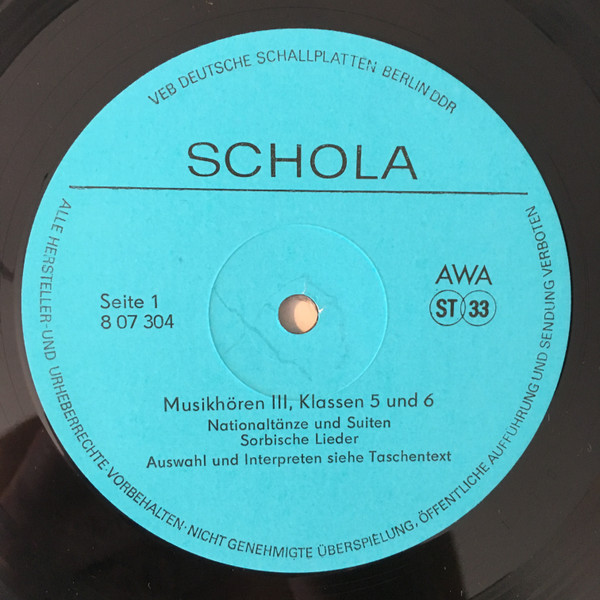 VEB DEUTSCHE SCHALLPLATTEN BERLIN DDR
SCHOLA
Seite 1
8 07 304
AWA
ST 33
Musikhören III, Klassen 5 und 6
Nationaltänze und Suiten
Sorbische Lieder
Auswahl und Interpreten siehe Taschentext
ALLE HERSTELLER-UND URHEBERRECHTE VORBEHALTEN·NICHT GENEHMIGTE ÜBERSPIELUNG, ÖFFENTLICHE AUFFÜHRUNG UND SENDUNG VERBOTEN